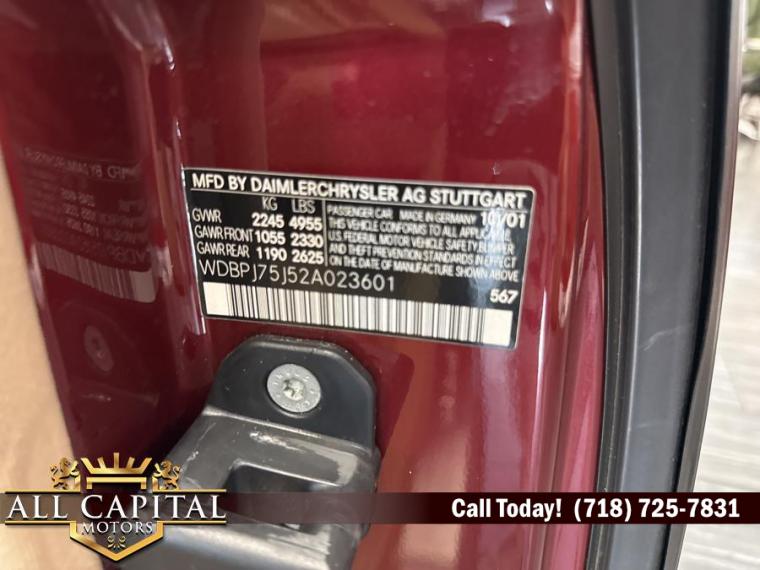 MFD BY DAIMLERCHRYSLER AG STUTTGART
KG LBS
GVWR 2245 4955
GAWR FRONT 1055 2330
GAWR REAR 1190 2625
PASSENGER CAR MADE IN GERMANY 10/01
THIS VEHICLE CONFORMS TO ALL APPLICABLE
U.S. FEDERAL MOTOR VEHICLE SAFETY, BUMPER
AND THEFT PREVENTION STANDARDS IN EFFECT
ON THE DATE OF MANUFACTURE SHOWN ABOVE
WDBPJ75J52A023601
567
ALL CAPITAL
MOTORS
Call Today! (718) 725-7831